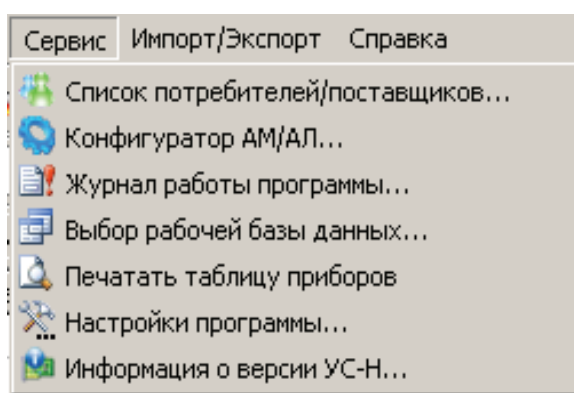 Сервис Импорт/Экспорт Справка
Список потребителей/поставщиков...
Конфигуратор АМ/АЛ...
Журнал работы программы...
Выбор рабочей базы данных...
Печатать таблицу приборов
Настройки программы...
Информация о версии УС-Н...